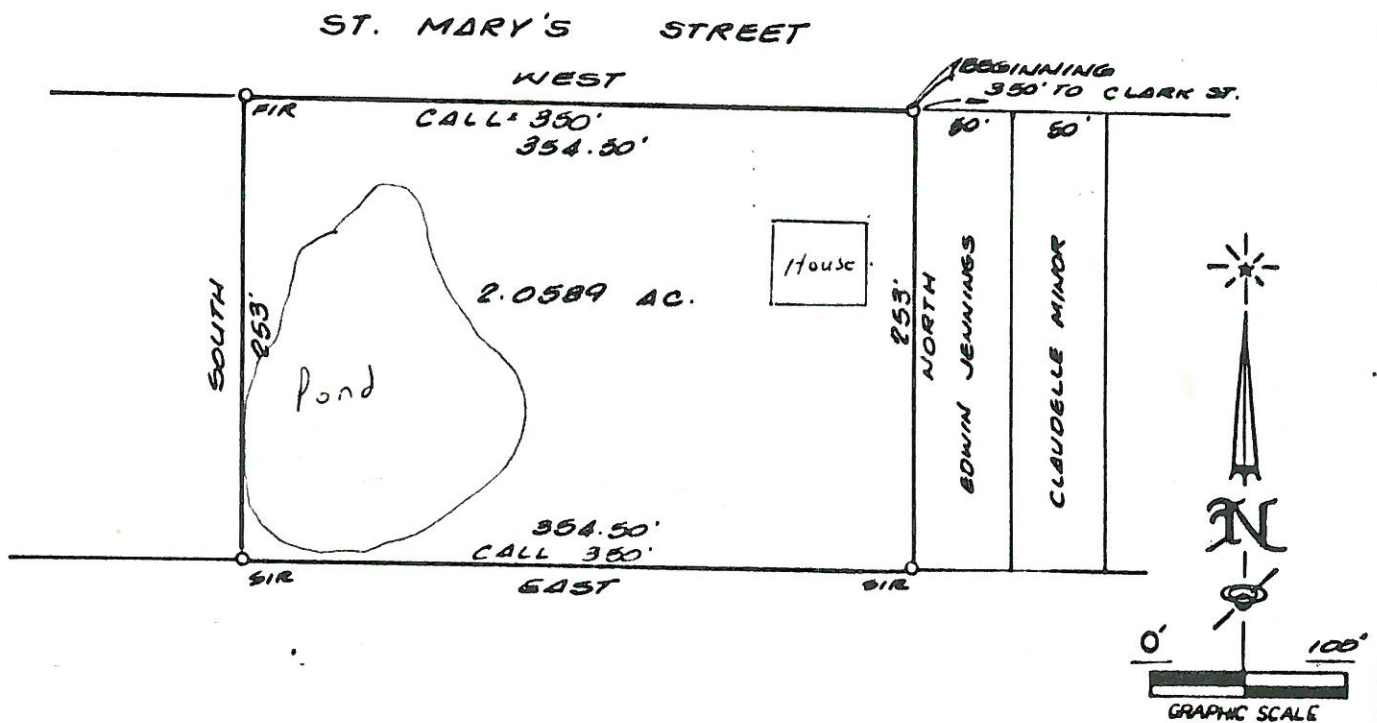 ST. MARY'S STREET
WEST
BEGINNING
350' TO CLARK ST.
FIR
CALL: 350'
354.50'
50'
50'
SOUTH
253'
Pond
2.0589 AC.
House
253'
NORTH
EDWIN JENNINGS
CLAUDELLE MINOR
N
354.50'
CALL 350'
EAST
SIR
SIR
0'
100'
GRAPHIC SCALE